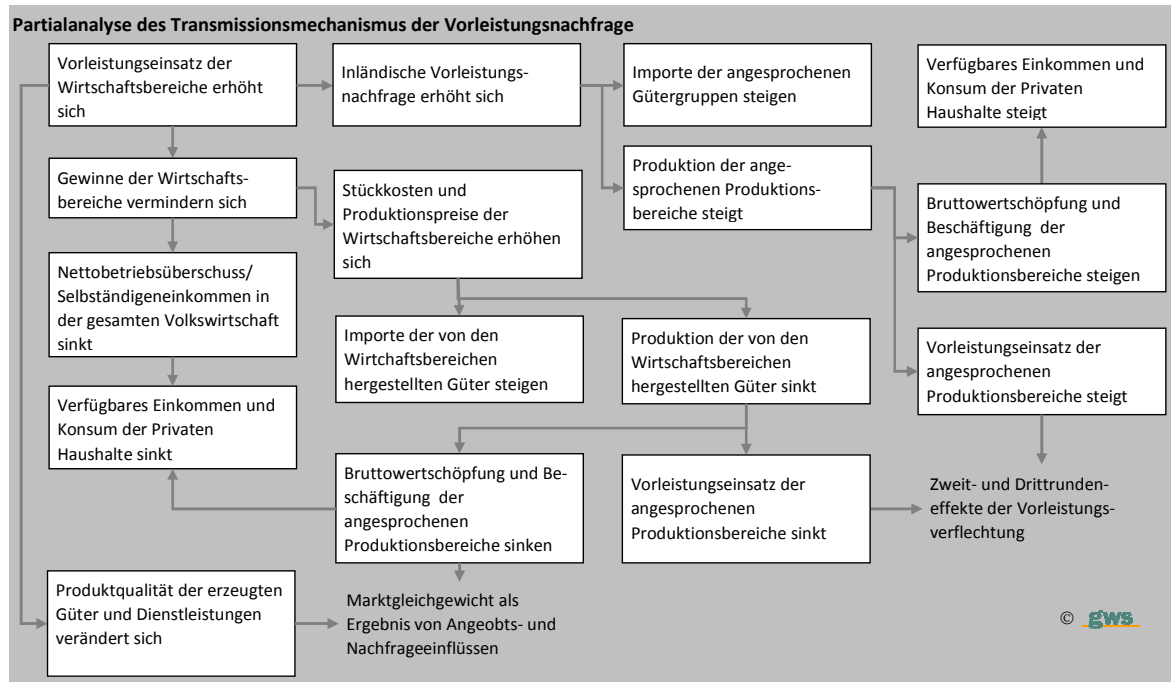 Partialanalyse des Transmissionsmechanismus der Vorleistungsnachfrage
Vorleistungseinsatz der
Wirtschaftsbereiche erhöht
sich
Inländische Vorleistungs-
nachfrage erhöht sich
Importe der angesprochenen
Gütergruppen steigen
Verfügbares Einkommen und
Konsum der Privaten
Haushalte steigt
Gewinne der Wirtschafts-
bereiche vermindern sich
Stückkosten und
Produktionspreise der
Wirtschaftsbereiche erhöhen
sich
Produktion der ange-
sprochenen Produktions-
bereiche steigt
Bruttowertschöpfung und
Beschäftigung der
angesprochenen
Produktionsbereiche steigen
Nettobetriebsüberschuss/
Selbständigeneinkommen in
der gesamten Volkswirtschaft
sinkt
Importe der von den
Wirtchaftsbereichen
hergestellten Güter steigen
Produktion der von den
Wirtschaftsbereichen
hergestellten Güter sinkt
Vorleistungseinsatz der
angesprochenen
Produktionsbereiche steigt
Verfügbares Einkommen und
Konsum der Privaten
Haushalte sinkt
Bruttowertschöpfung und Be-
schäftigung der
angesprochenen
Produktionsbereiche sinken
Vorleistungseinsatz der
angesprochenen
Produktionsbereiche sinkt
Zweit- und Drittrunden-
effekte der Vorleistungs-
verflechtung
Produktqualität der erzeugten
Güter und Dienstleistungen
verändert sich
Marktgleichgewicht als
Ergebnis von Angeobts- und
Nachfrageeinflüssen
© gws